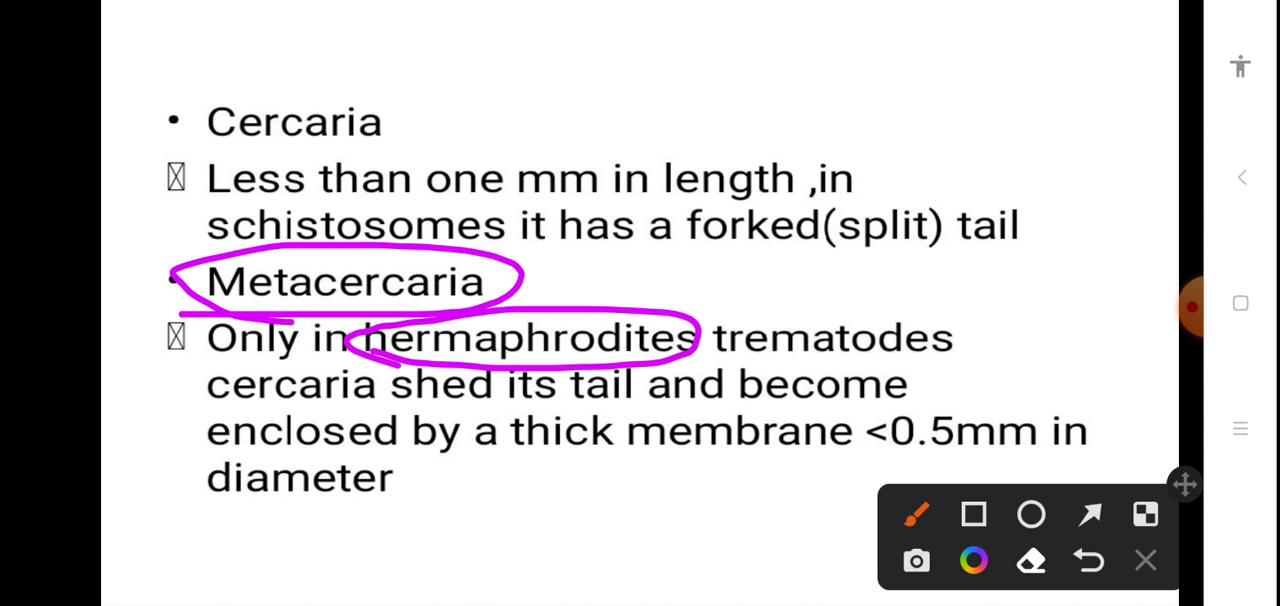 • Cercaria
Less than one mm in length ,in
schistosomes it has a forked(split) tail
• Metacercaria
Only in hermaphrodites trematodes
cercaria shed its tail and become
enclosed by a thick membrane <0.5mm in
diameter